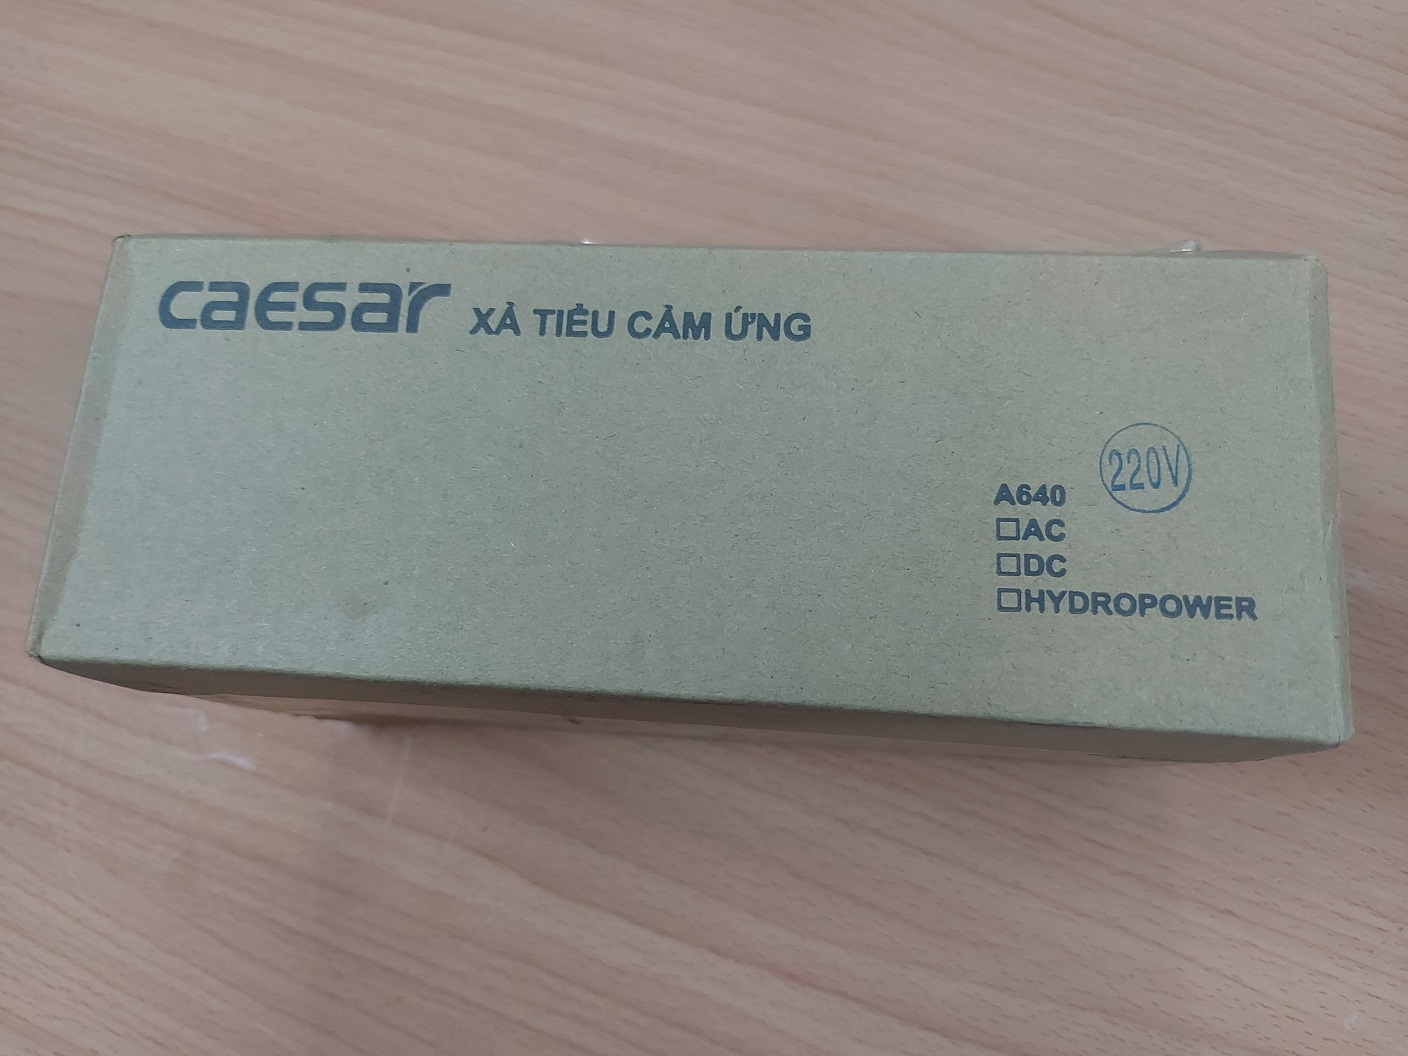 caesar XẢ TIỂU CẢM ỨNG
220V
A640
☐AC
☐DC
☐HYDROPOWER